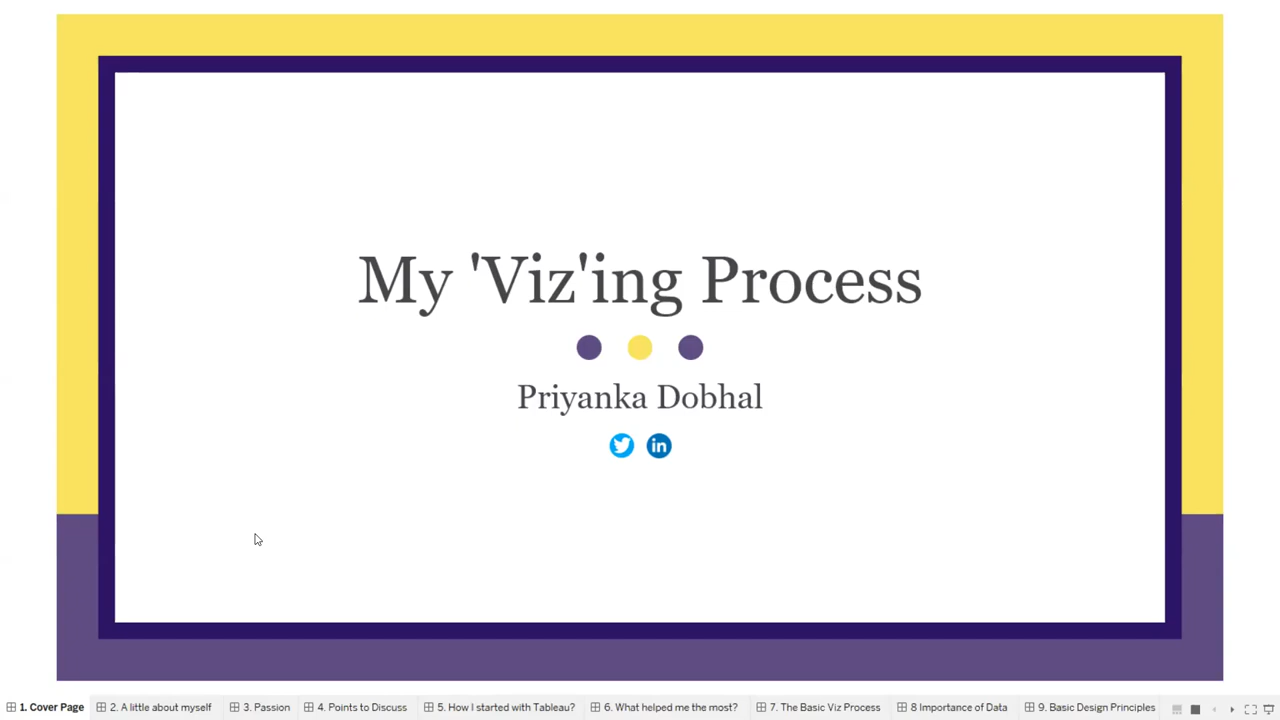 My 'Viz'ing Process
Priyanka Dobhal
in
1. Cover Page
2. A little about myself
3. Passion
4. Points to Discuss
5. How I started with Tableau?
6. What helped me the most?
7. The Basic Viz Process
8 Importance of Data
9. Basic Design Principles